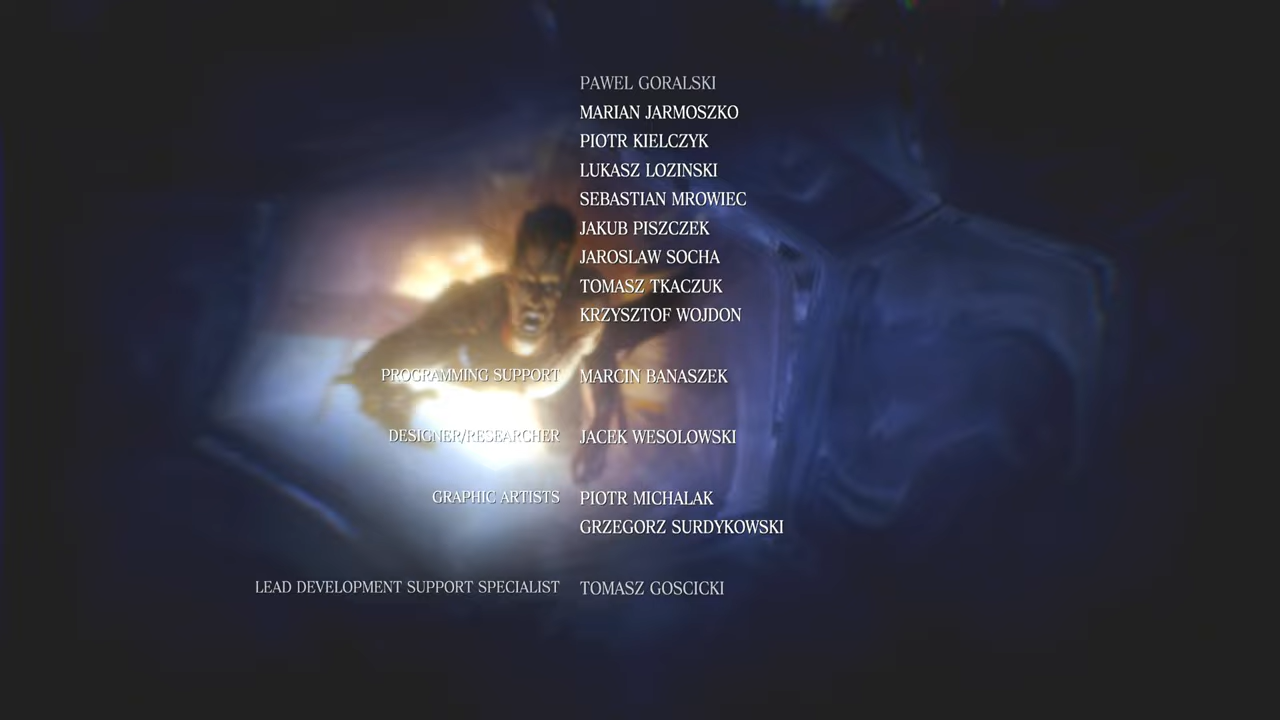 PAWEL GORALSKI
MARIAN JARMOSZKO
PIOTR KIELCZYK
LUKASZ LOZINSKI
SEBASTIAN MROWIEC
JAKUB PISZCZEK
JAROSLAW SOCHA
TOMASZ TKACZUK
KRZYSZTOF WOJDON
PROGRAMMING SUPPORT MARCIN BANASZEK
DESIGNER/RESEARCHER JACEK WESOLOWSKI
GRAPHIC ARTISTS PIOTR MICHALAK
GRZEGORZ SURDYKOWSKI
LEAD DEVELOPMENT SUPPORT SPECIALIST TOMASZ GOSCICKI